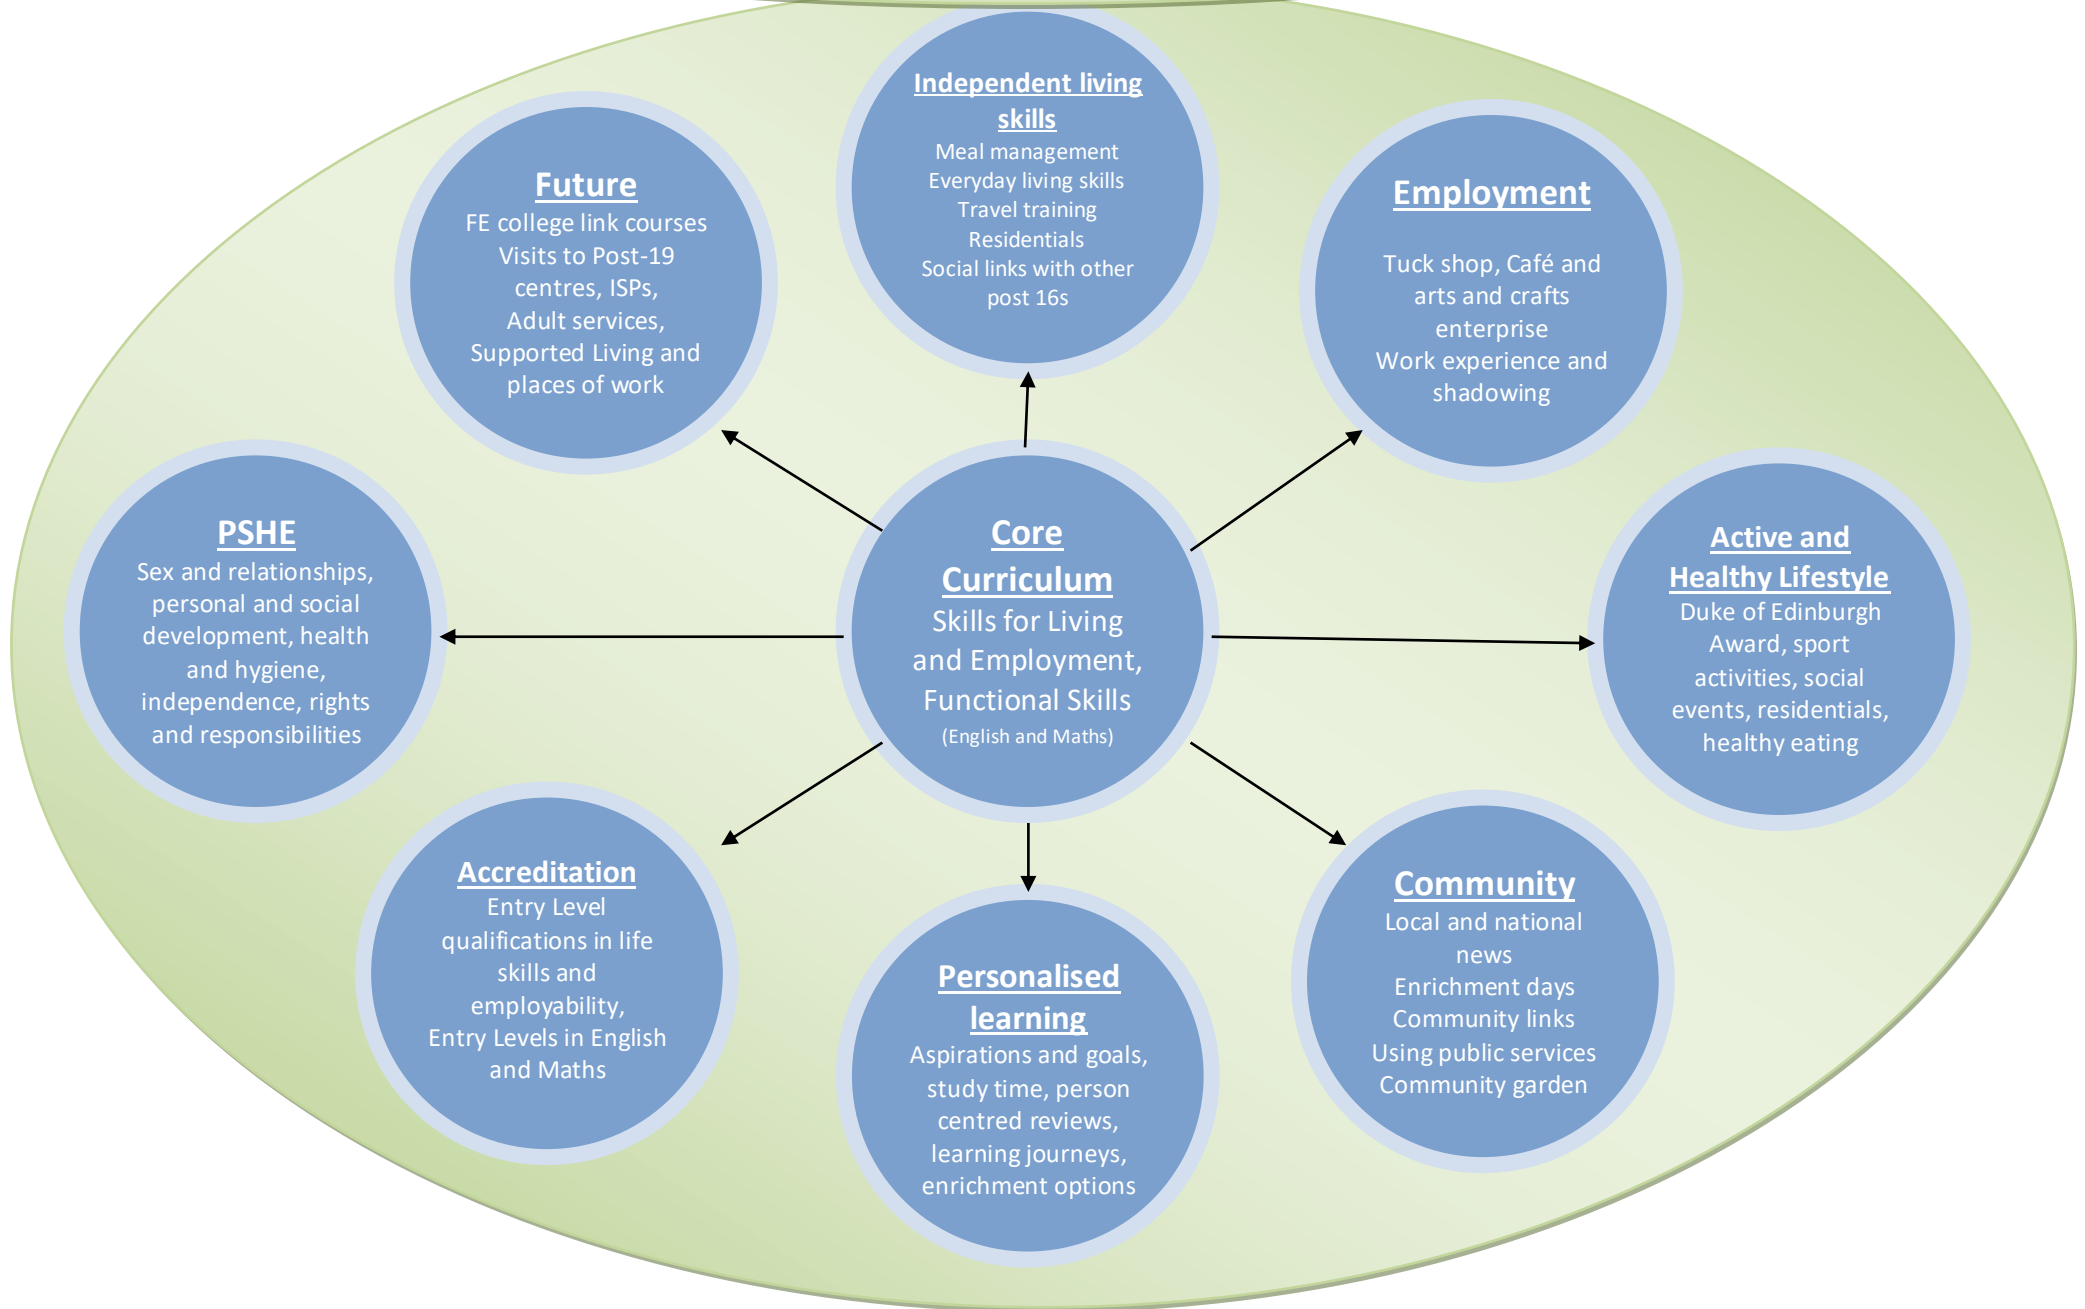 Independent living
skills
Meal management
Everyday living skills
Travel training
Residentials
Social links with other
post 16s
Future
FE college link courses
Visits to Post-19
centres, ISPs,
Adult services,
Supported Living and
places of work
Employment
Tuck shop, Café and
arts and crafts
enterprise
Work experience and
shadowing
PSHE
Sex and relationships,
personal and social
development, health
and hygiene,
independence, rights
and responsibilities
Core
Curriculum
Skills for Living
and Employment,
Functional Skills
(English and Maths)
Active and
Healthy Lifestyle
Duke of Edinburgh
Award, sport
activities, social
events, residentials,
healthy eating
Accreditation
Entry Level
qualifications in life
skills and
employability,
Entry Levels in English
and Maths
Personalised
learning
Aspirations and goals,
study time, person
centred reviews,
learning journeys,
enrichment options
Community
Local and national
news
Enrichment days
Community links
Using public services
Community garden